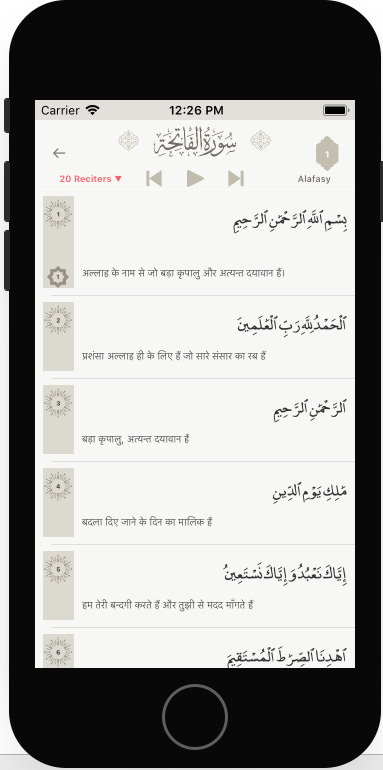 Carrier 12:26 PM
سُورَةُ الْفَاتِحَةِ
1
20 Reciters ▼ Alafasy
1
بِسْمِ ٱللَّهِ ٱلرَّحْمَٰنِ ٱلرَّحِيمِ
1
अल्लाह के नाम से जो बड़ा कृपालु और अत्यन्त दयावान हैं।
2
ٱلْحَمْدُ لِلَّهِ رَبِّ ٱلْعَٰلَمِينَ
प्रशंसा अल्लाह ही के लिए हैं जो सारे संसार का रब हैं
3
ٱلرَّحْمَٰنِ ٱلرَّحِيمِ
बड़ा कृपालु, अत्यन्त दयावान हैं
4
مَٰلِكِ يَوْمِ ٱلدِّينِ
बदला दिए जाने के दिन का मालिक हैं
5
إِيَّاكَ نَعْبُدُ وَإِيَّاكَ نَسْتَعِينُ
हम तेरी बन्दगी करते हैं और तुझी से मदद माँगते हैं
6
ٱهْدِنَا ٱلصِّرَٰطَ ٱلْمُسْتَقِيمَ